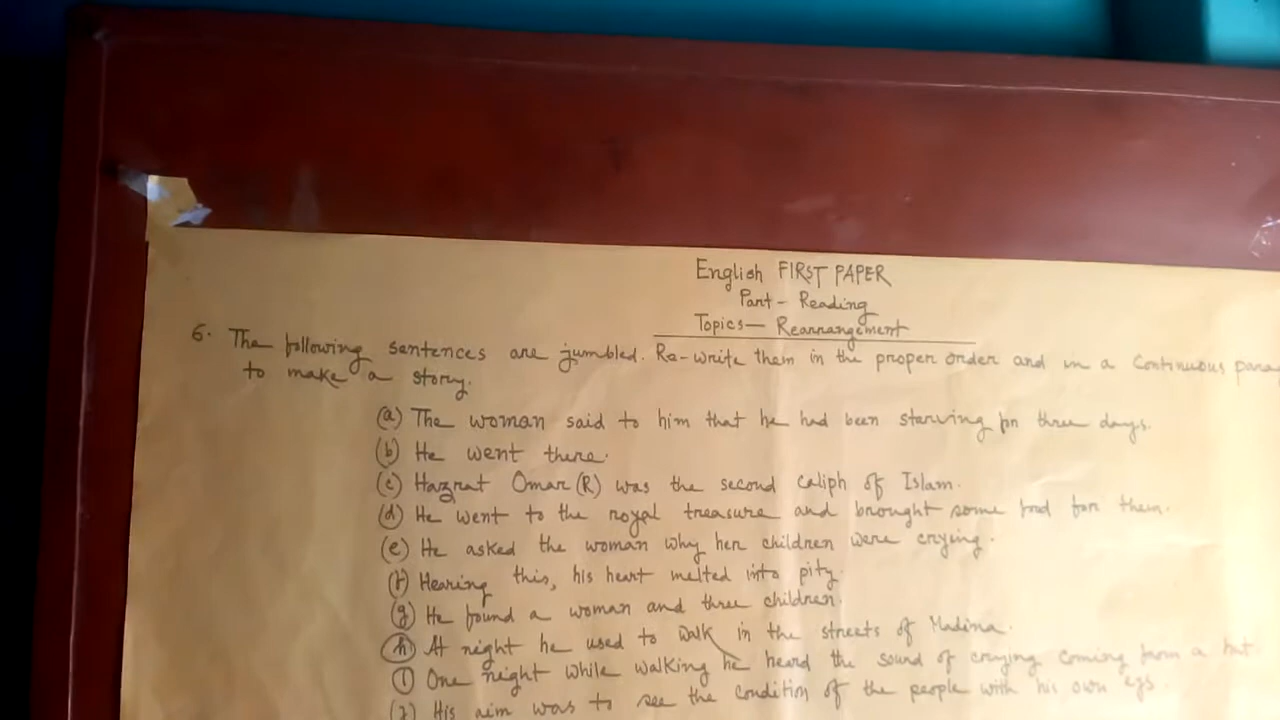 English FIRST PAPER
Part - Reading
Topics — Rearrangement
6. The following sentences are jumbled. Re-write them in the proper order and in a Continuous
to make a story.
(a) The woman said to him that he had been starving for three days.
(b) He went there.
(c) Hazrat Omar (R) was the second caliph of Islam.
(d) He went to the royal treasure and brought some food for them.
(e) He asked the woman why her children were crying.
(f) Hearing this, his heart melted into pity.
(g) He found a woman and three children.
(h) At night he used to walk in the streets of Madina.
(i) One night while walking he heard the sound of crying coming from a hut
(j) His aim was to see the condition of the people with his own